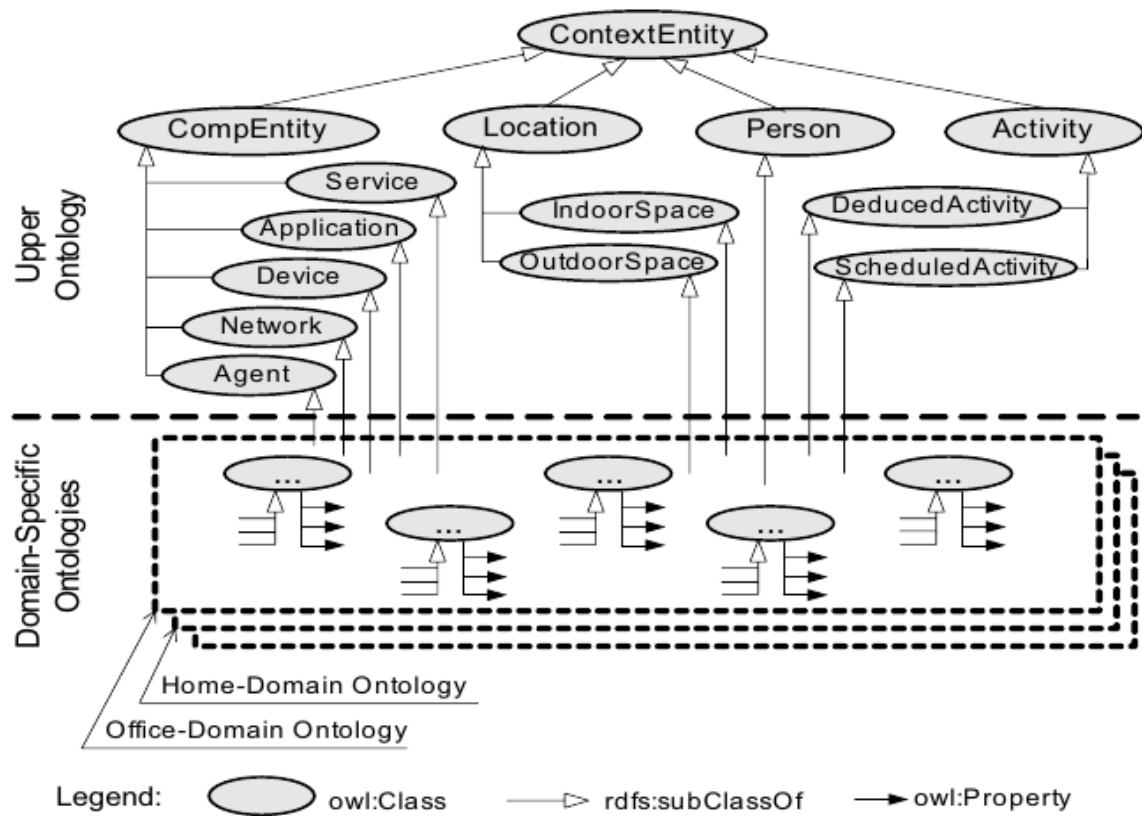 ContextEntity
CompEntity
Location
Person
Activity
Service
Application
Device
Network
Agent
IndoorSpace
OutdoorSpace
DeducedActivity
ScheduledActivity
Upper
Ontology
Domain-Specific
Ontologies
...
...
...
...
...
Home-Domain Ontology
Office-Domain Ontology
Legend:
owl:Class
rdfs:subClassOf
owl:Property